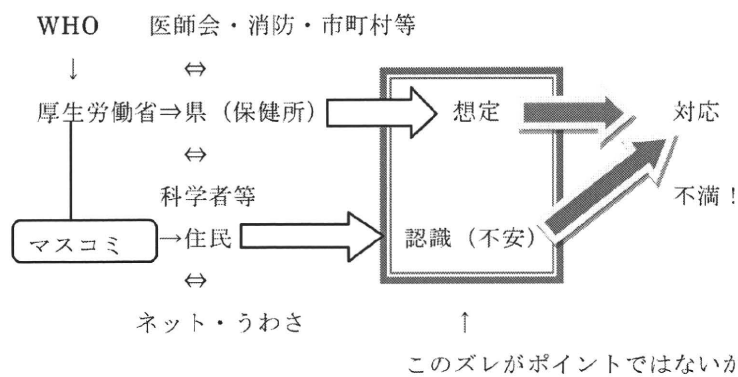 WHO 医師会・消防・市町村等
↓ ⇔
厚生労働省⇒県（保健所） 想定 対応
⇔
科学者等 不満！
マスコミ →住民 認識（不安）
⇔
ネット・うわさ ↑
このズレがポイントではないか